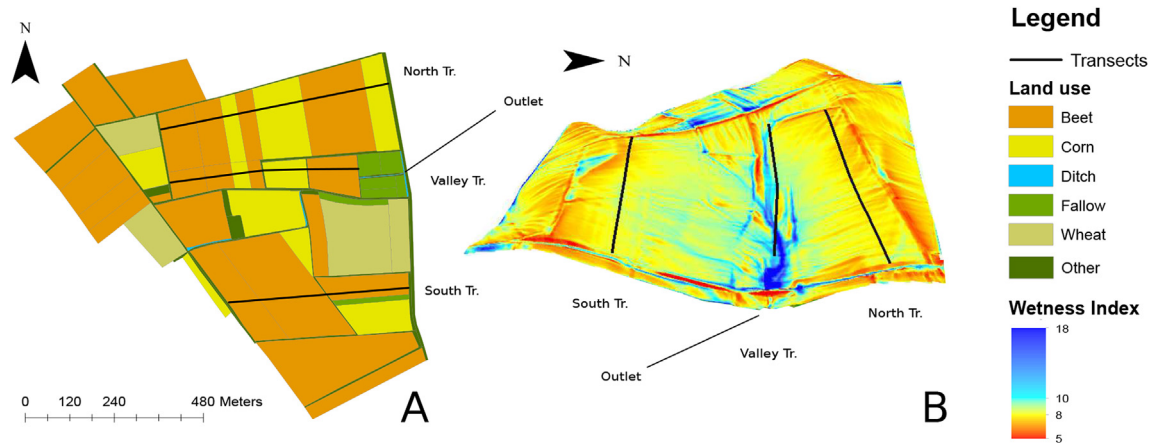 N
North Tr.
Outlet
Valley Tr.
South Tr.
0 120 240 480 Meters
A
N
South Tr.
North Tr.
Valley Tr.
Outlet
B
Legend
Transects
Land use
Beet
Corn
Ditch
Fallow
Wheat
Other
Wetness Index
18
10
8
5